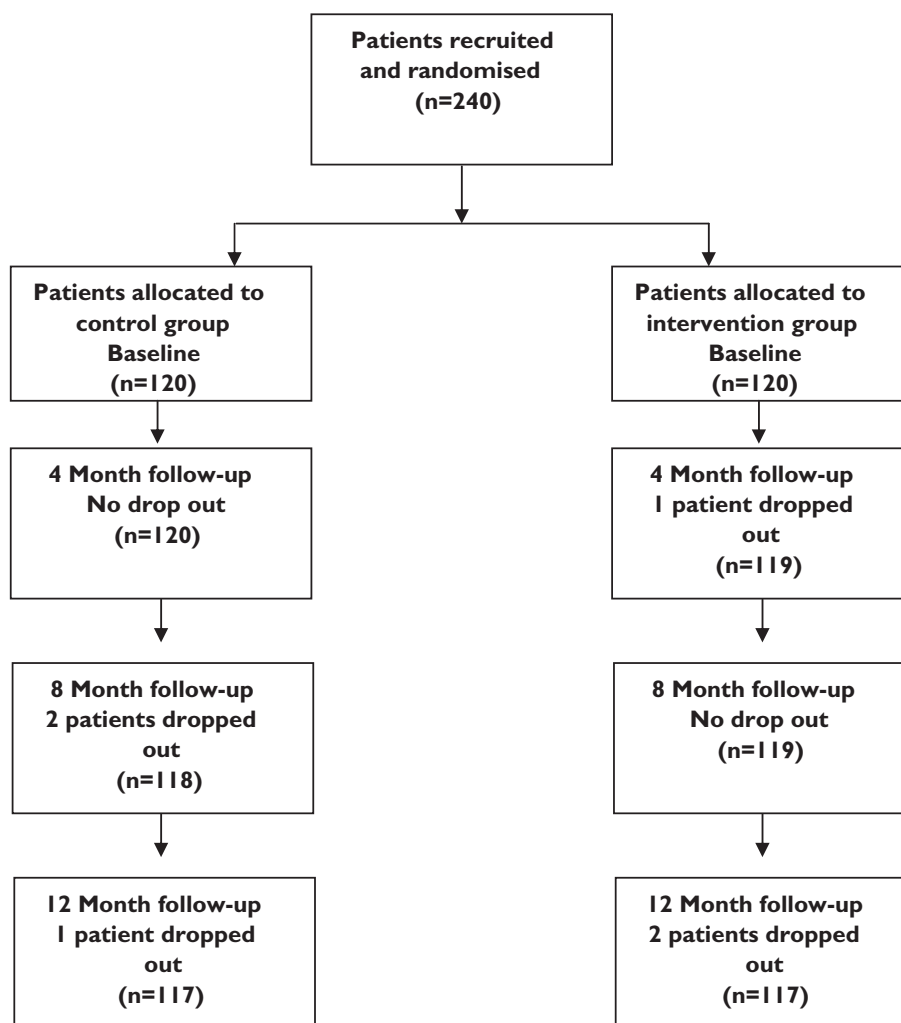 Patients recruited
and randomised
(n=240)
Patients allocated to
control group
Baseline
(n=120)
Patients allocated to
intervention group
Baseline
(n=120)
4 Month follow-up
No drop out
(n=120)
4 Month follow-up
1 patient dropped
out
(n=119)
8 Month follow-up
2 patients dropped
out
(n=118)
8 Month follow-up
No drop out
(n=119)
12 Month follow-up
1 patient dropped
out
(n=117)
12 Month follow-up
2 patients dropped
out
(n=117)